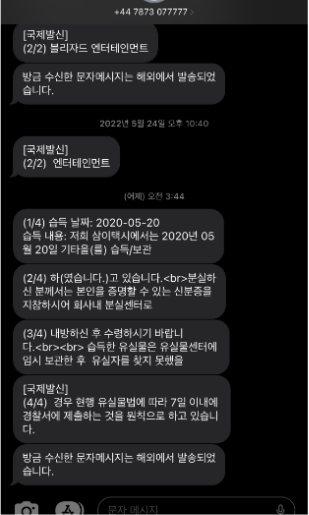 +44 7873 077777 >
[국제발신]
(2/2) 블리자드 엔터테인먼트
방금 수신한 문자메시지는 해외에서 발송되었
습니다.
2022년 5월 24일 오후 10:40
[국제발신]
(2/2) 엔터테인먼트
(어제) 오전 3:44
(1/4) 습득 날짜: 2020-05-20
습득 내용: 저희 삼이택시에서는 2020년 05
월 20일 기타을(를) 습득/보관
(2/4) 하(였습니다.)고 있습니다.<br>분실하
신 분께서는 본인을 증명할 수 있는 신분증을
지참하시어 회사내 분실센터로
(3/4) 내방하신 후 수령하시기 바랍니
다.<br><br> 습득한 유실물은 유실물센터에
임시 보관한 후 유실자를 찾지 못했을
[국제발신]
(4/4) 경우 현행 유실물법에 따라 7일 이내에
경찰서에 제출하는 것을 원칙으로 하고 있습니
다.
방금 수신한 문자메시지는 해외에서 발송되었
습니다.
문자 메시지